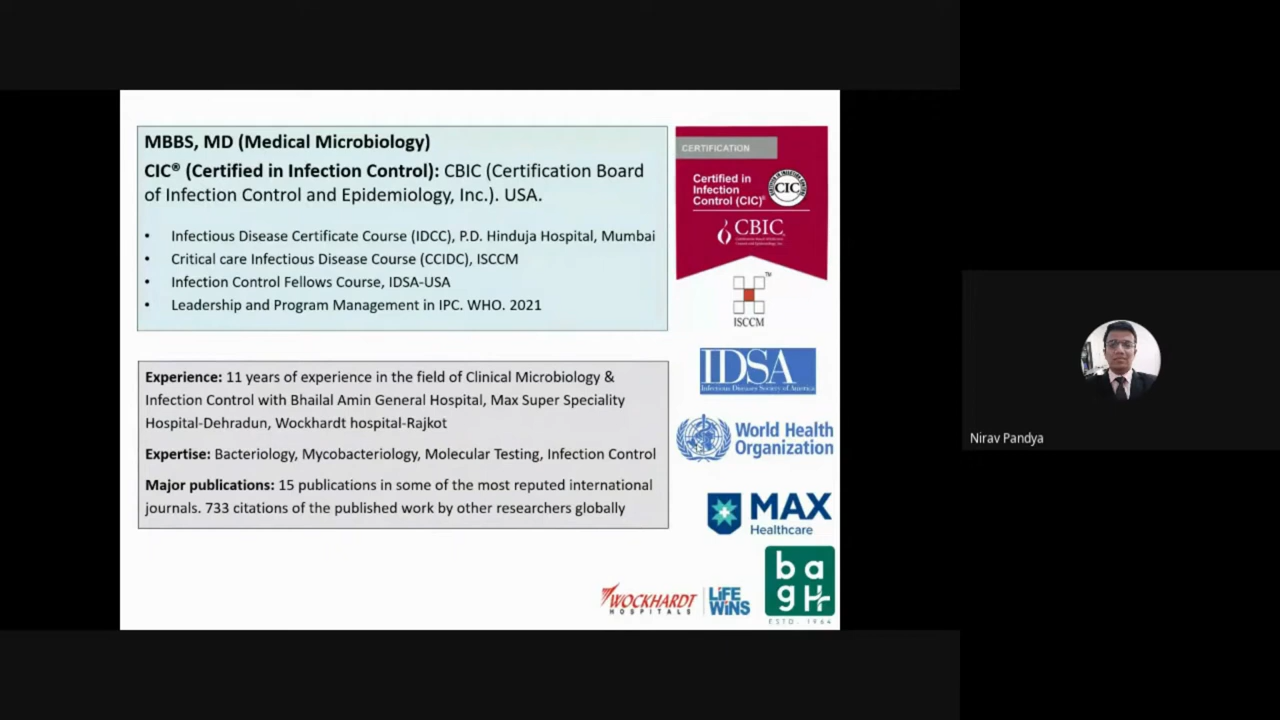 MBBS, MD (Medical Microbiology)
CIC® (Certified in Infection Control): CBIC (Certification Board
of Infection Control and Epidemiology, Inc.). USA.
• Infectious Disease Certificate Course (IDCC), P.D. Hinduja Hospital, Mumbai
• Critical care Infectious Disease Course (CCIDC), ISCCM
• Infection Control Fellows Course, IDSA-USA
• Leadership and Program Management in IPC. WHO. 2021
Experience: 11 years of experience in the field of Clinical Microbiology &
Infection Control with Bhailal Amin General Hospital, Max Super Speciality
Hospital-Dehradun, Wockhardt hospital-Rajkot
Expertise: Bacteriology, Mycobacteriology, Molecular Testing, Infection Control
Major publications: 15 publications in some of the most reputed international
journals. 733 citations of the published work by other researchers globally
CERTIFICATION
Certified in
Infection
Control (CIC)®
CIC
CBIC
TM
ISCCM
IDSA
Infectious Diseases Society of America
World Health
Organization
MAX
Healthcare
WOCKHARDT
HOSPITALS
LiFE
WiNS
ba
gH
ESTD. 1964
Nirav Pandya